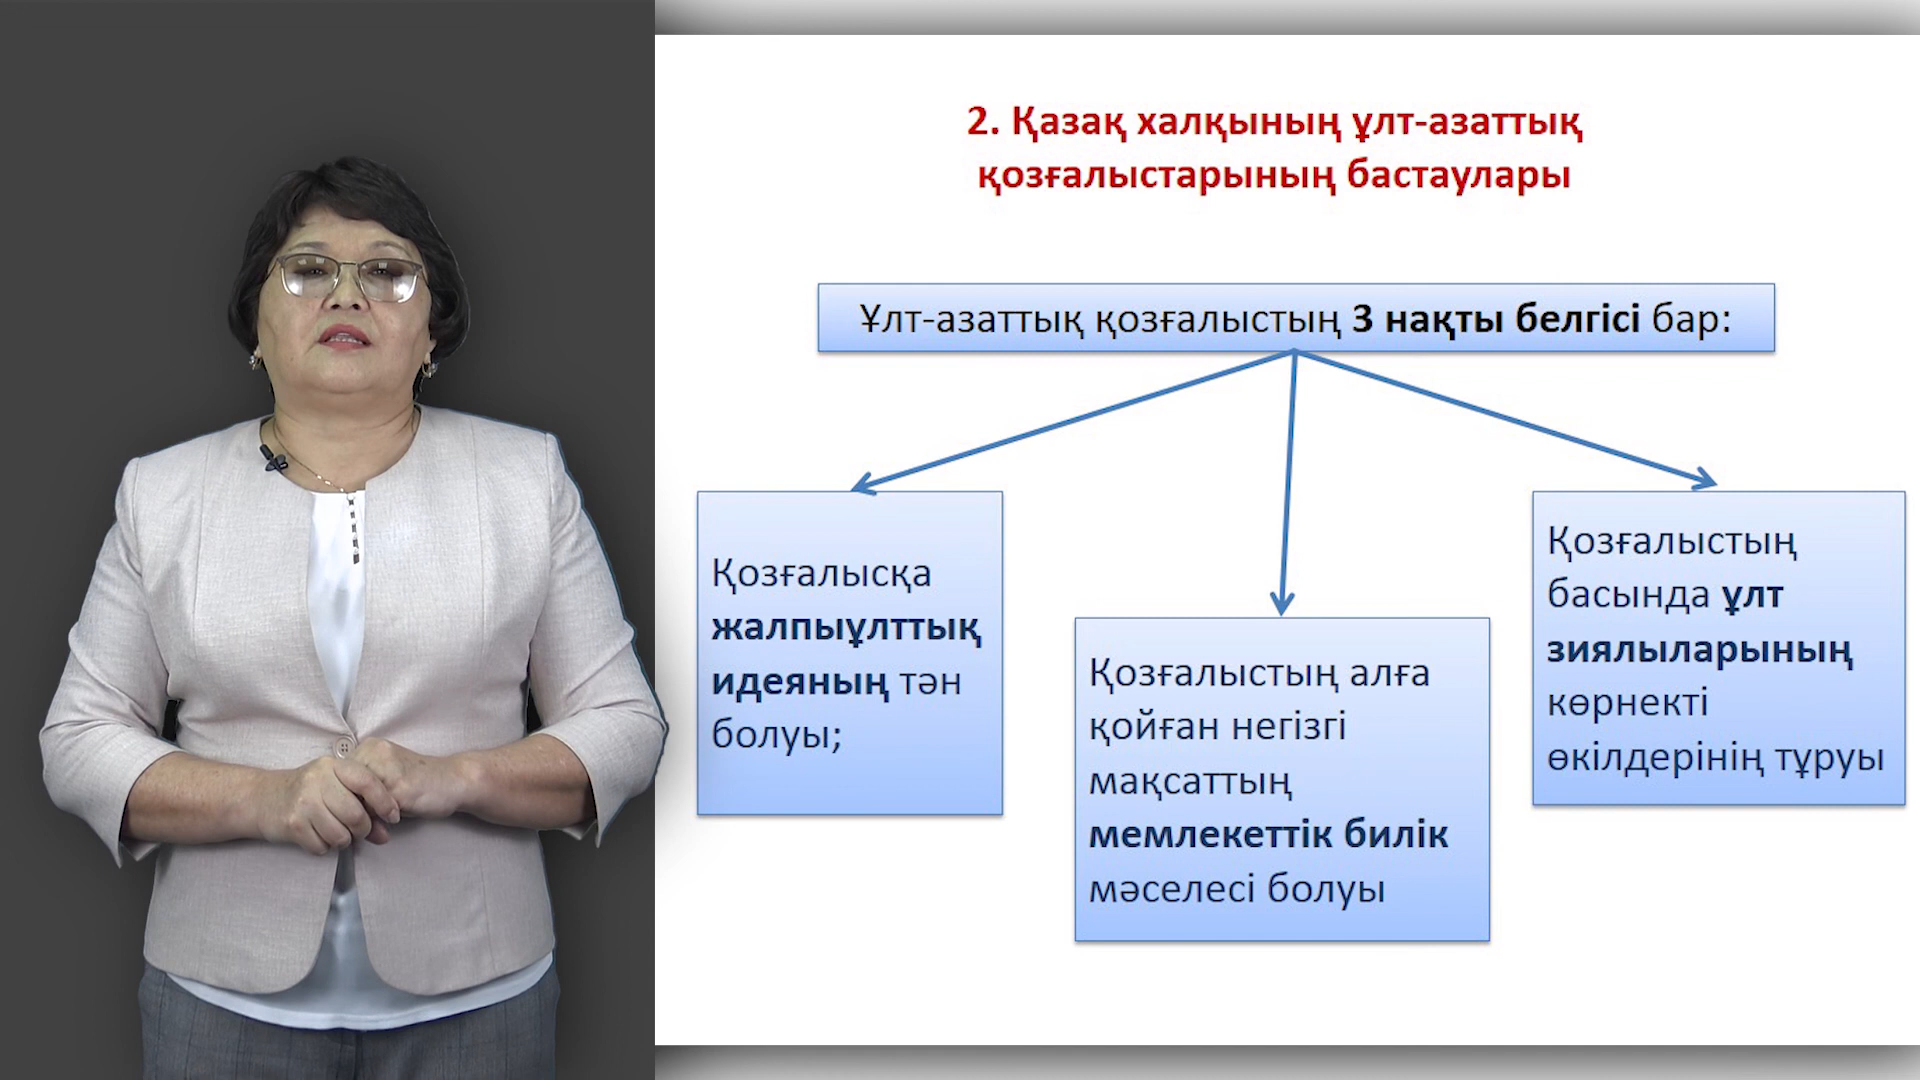 2. Қазақ халқының ұлт-азаттық
қозғалыстарының бастаулары
Ұлт-азаттық қозғалыстың 3 нақты белгісі бар:
Қозғалысқа
жалпыұлттық
идеяның тән
болуы;
Қозғалыстың алға
қойған негізгі
мақсаттың
мемлекеттік билік
мәселесі болуы
Қозғалыстың
басында ұлт
зиялыларының
көрнекті
өкілдерінің тұруы